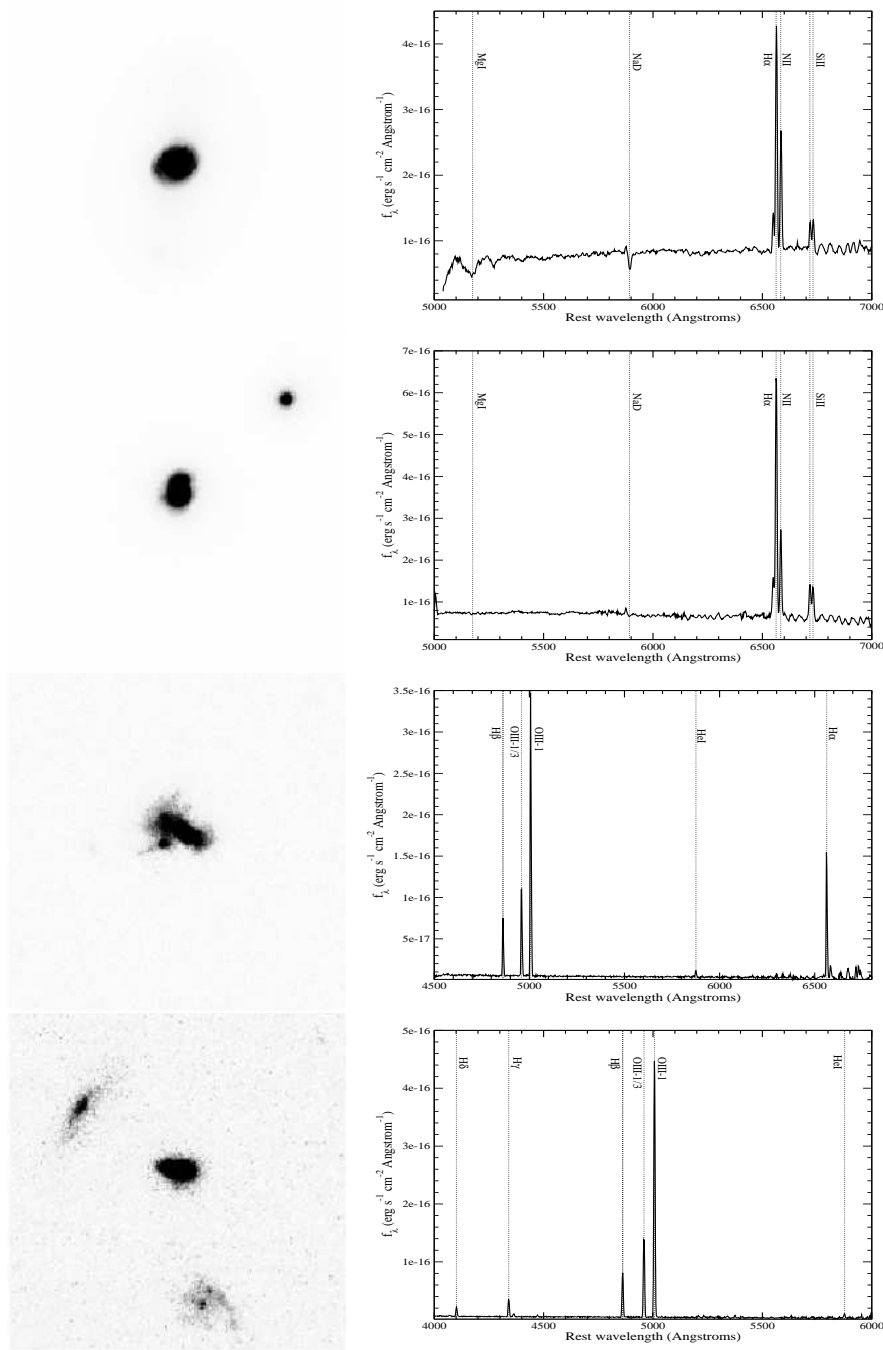 4e-16
3e-16
2e-16
1e-16
f_λ (erg s^-1 cm^-2 Angstrom^-1)
MgI
NaD
Hα
NII
SiII
5000 5500 6000 6500 7000
Rest wavelength (Angstroms)
7e-16
6e-16
5e-16
4e-16
3e-16
2e-16
1e-16
f_λ (erg s^-1 cm^-2 Angstrom^-1)
MgI
NaD
Hα
NII
SiII
5000 5500 6000 6500 7000
Rest wavelength (Angstroms)
3.5e-16
3e-16
2.5e-16
2e-16
1.5e-16
1e-16
5e-17
f_λ (erg s^-1 cm^-2 Angstrom^-1)
Hβ
OIII-1/3
OIII-1
HeI
Hα
4500 5000 5500 6000 6500
Rest wavelength (Angstroms)
5e-16
4e-16
3e-16
2e-16
1e-16
f_λ (erg s^-1 cm^-2 Angstrom^-1)
Hδ
Hγ
Hβ
OIII-1/3
OIII-1
HeI
4000 4500 5000 5500 6000
Rest wavelength (Angstroms)